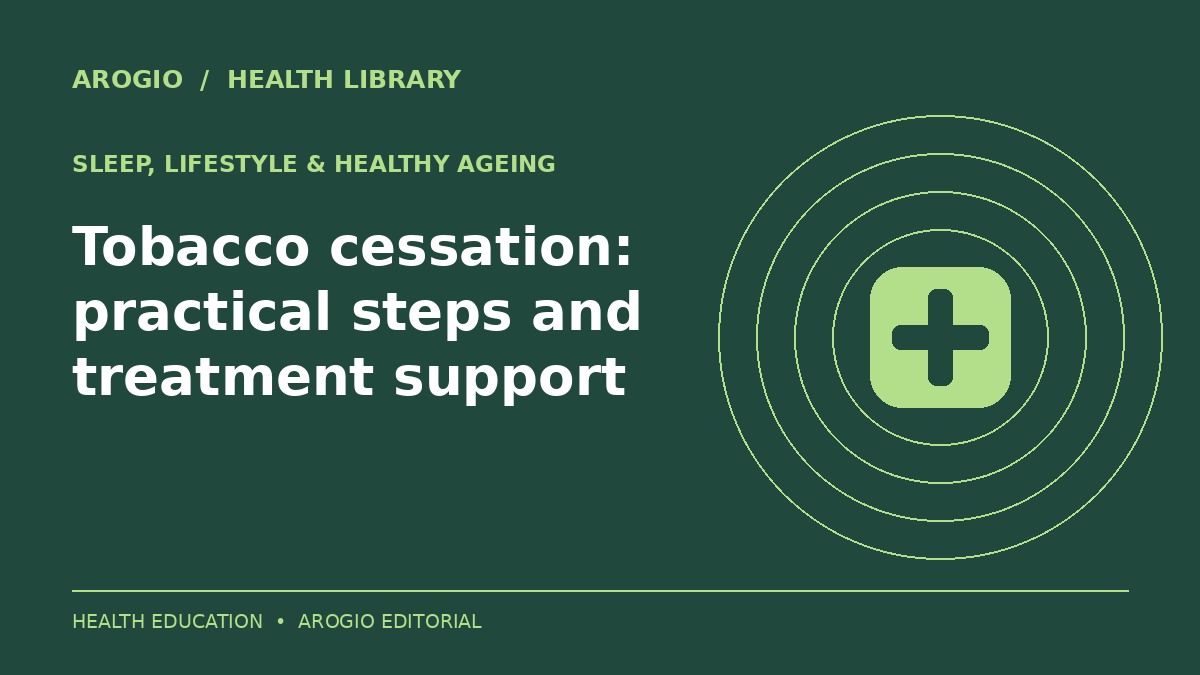 AROGIO / HEALTH LIBRARY
SLEEP, LIFESTYLE & HEALTHY AGEING
Tobacco cessation:
practical steps and
treatment support
HEALTH EDUCATION • AROGIO EDITORIAL